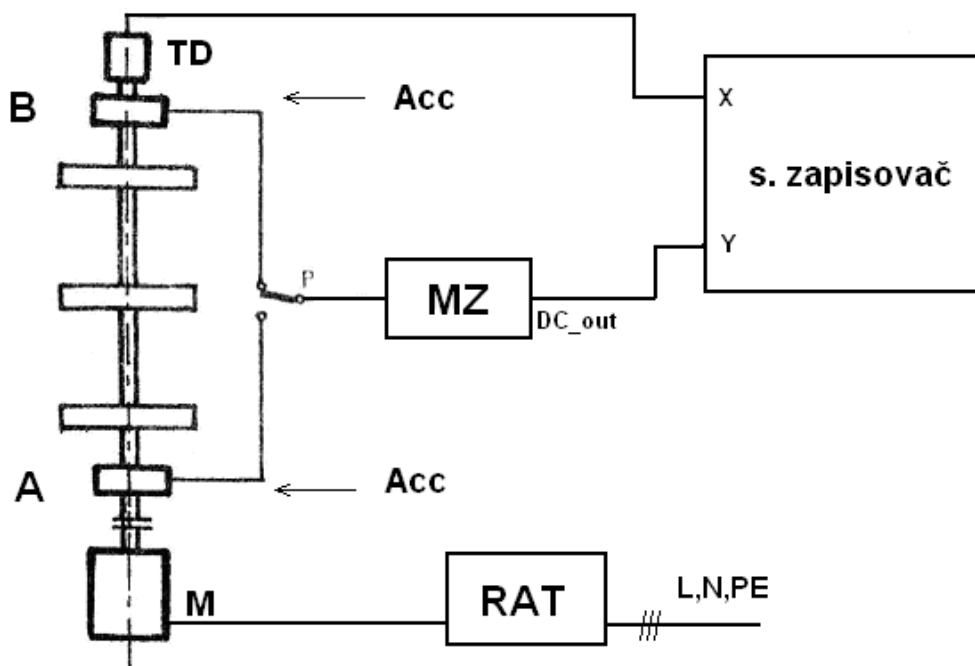 TD
B
Acc
X
s. zapisovač
Y
P
MZ
DC_out
A
Acc
M
RAT
L,N,PE